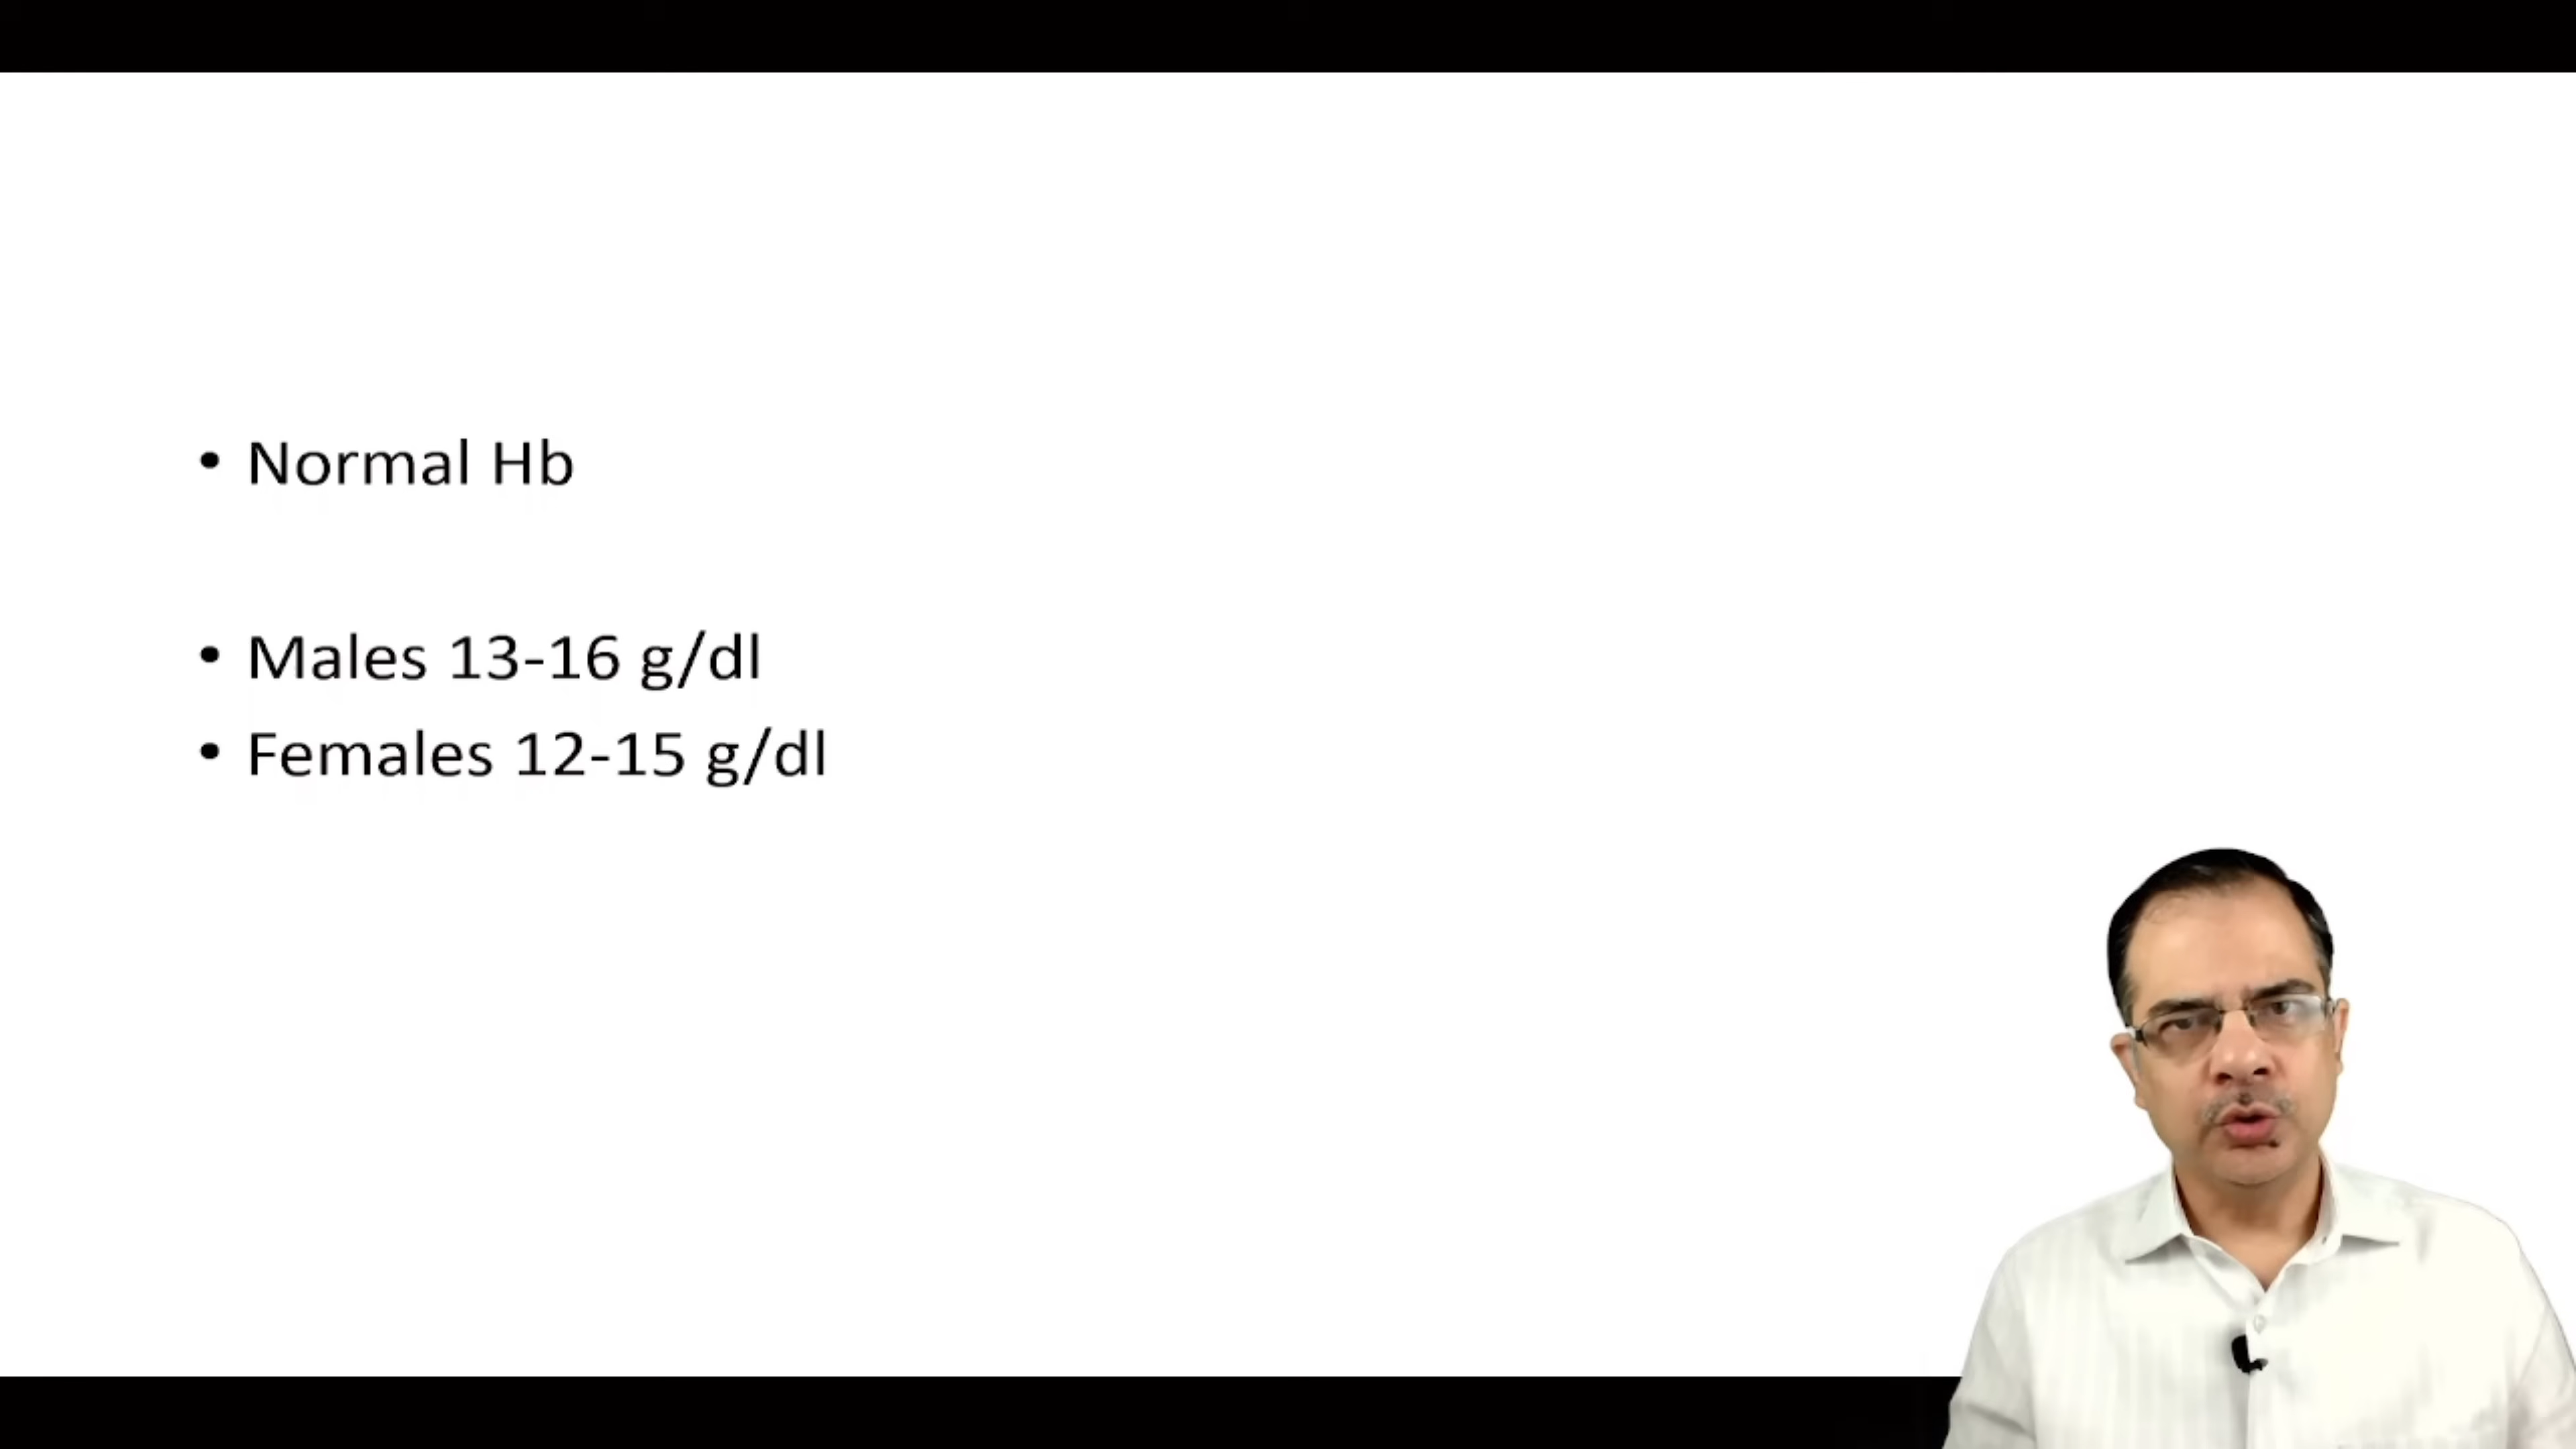 • Normal Hb
• Males 13-16 g/dl
• Females 12-15 g/dl